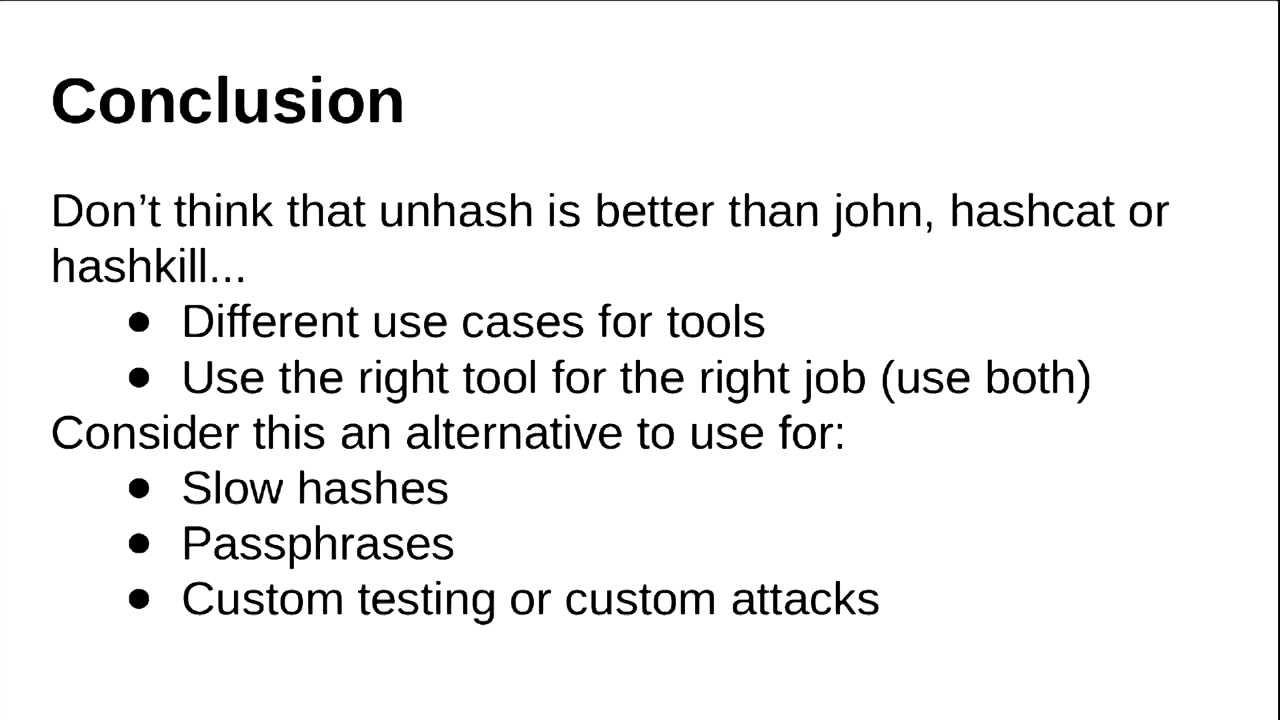 Conclusion
Don’t think that unhash is better than john, hashcat or
hashkill...
● Different use cases for tools
● Use the right tool for the right job (use both)
Consider this an alternative to use for:
● Slow hashes
● Passphrases
● Custom testing or custom attacks